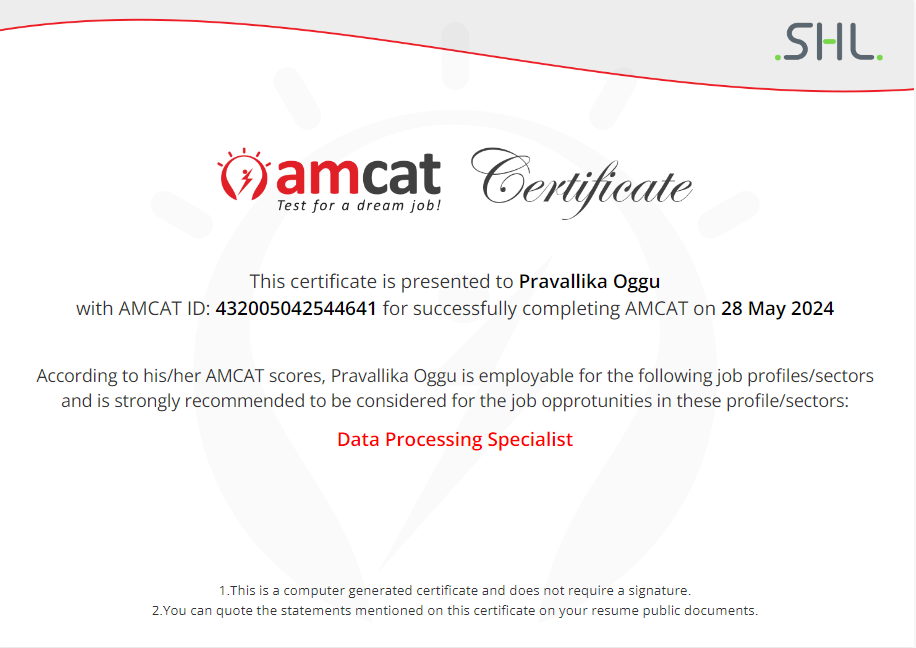 .SHL.
amcat Certificate
Test for a dream job!
This certificate is presented to Pravallika Oggu
with AMCAT ID: 432005042544641 for successfully completing AMCAT on 28 May 2024
According to his/her AMCAT scores, Pravallika Oggu is employable for the following job profiles/sectors
and is strongly recommended to be considered for the job opprotunities in these profile/sectors:
Data Processing Specialist
1.This is a computer generated certificate and does not require a signature.
2.You can quote the statements mentioned on this certificate on your resume public documents.